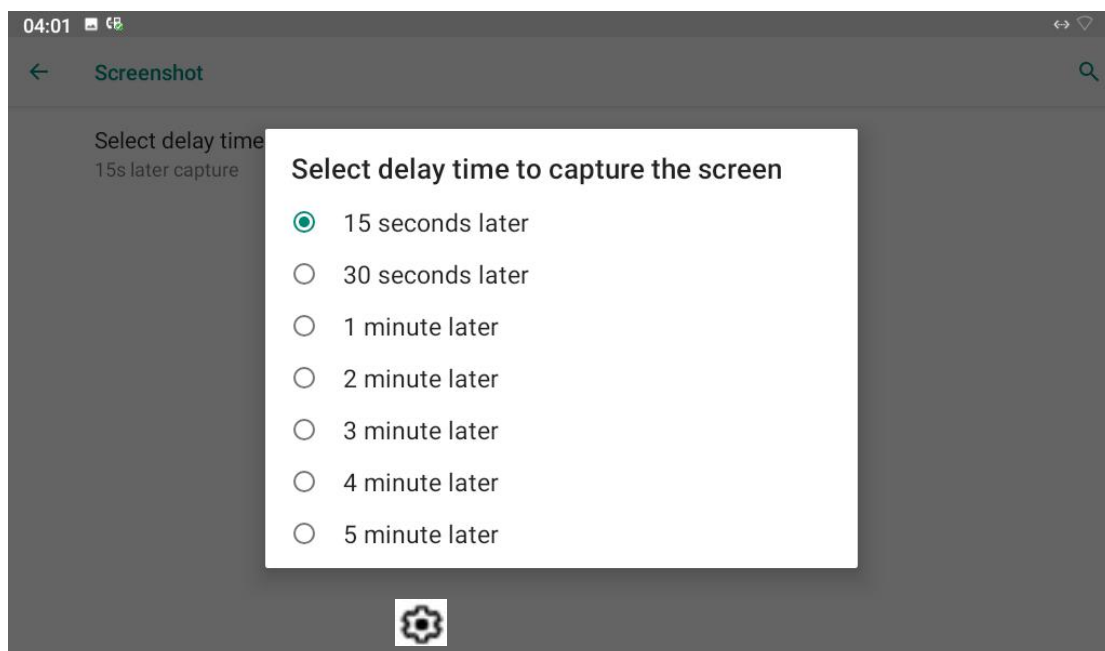 04:01
Screenshot
Select delay time
15s later capture
Select delay time to capture the screen
15 seconds later
30 seconds later
1 minute later
2 minute later
3 minute later
4 minute later
5 minute later